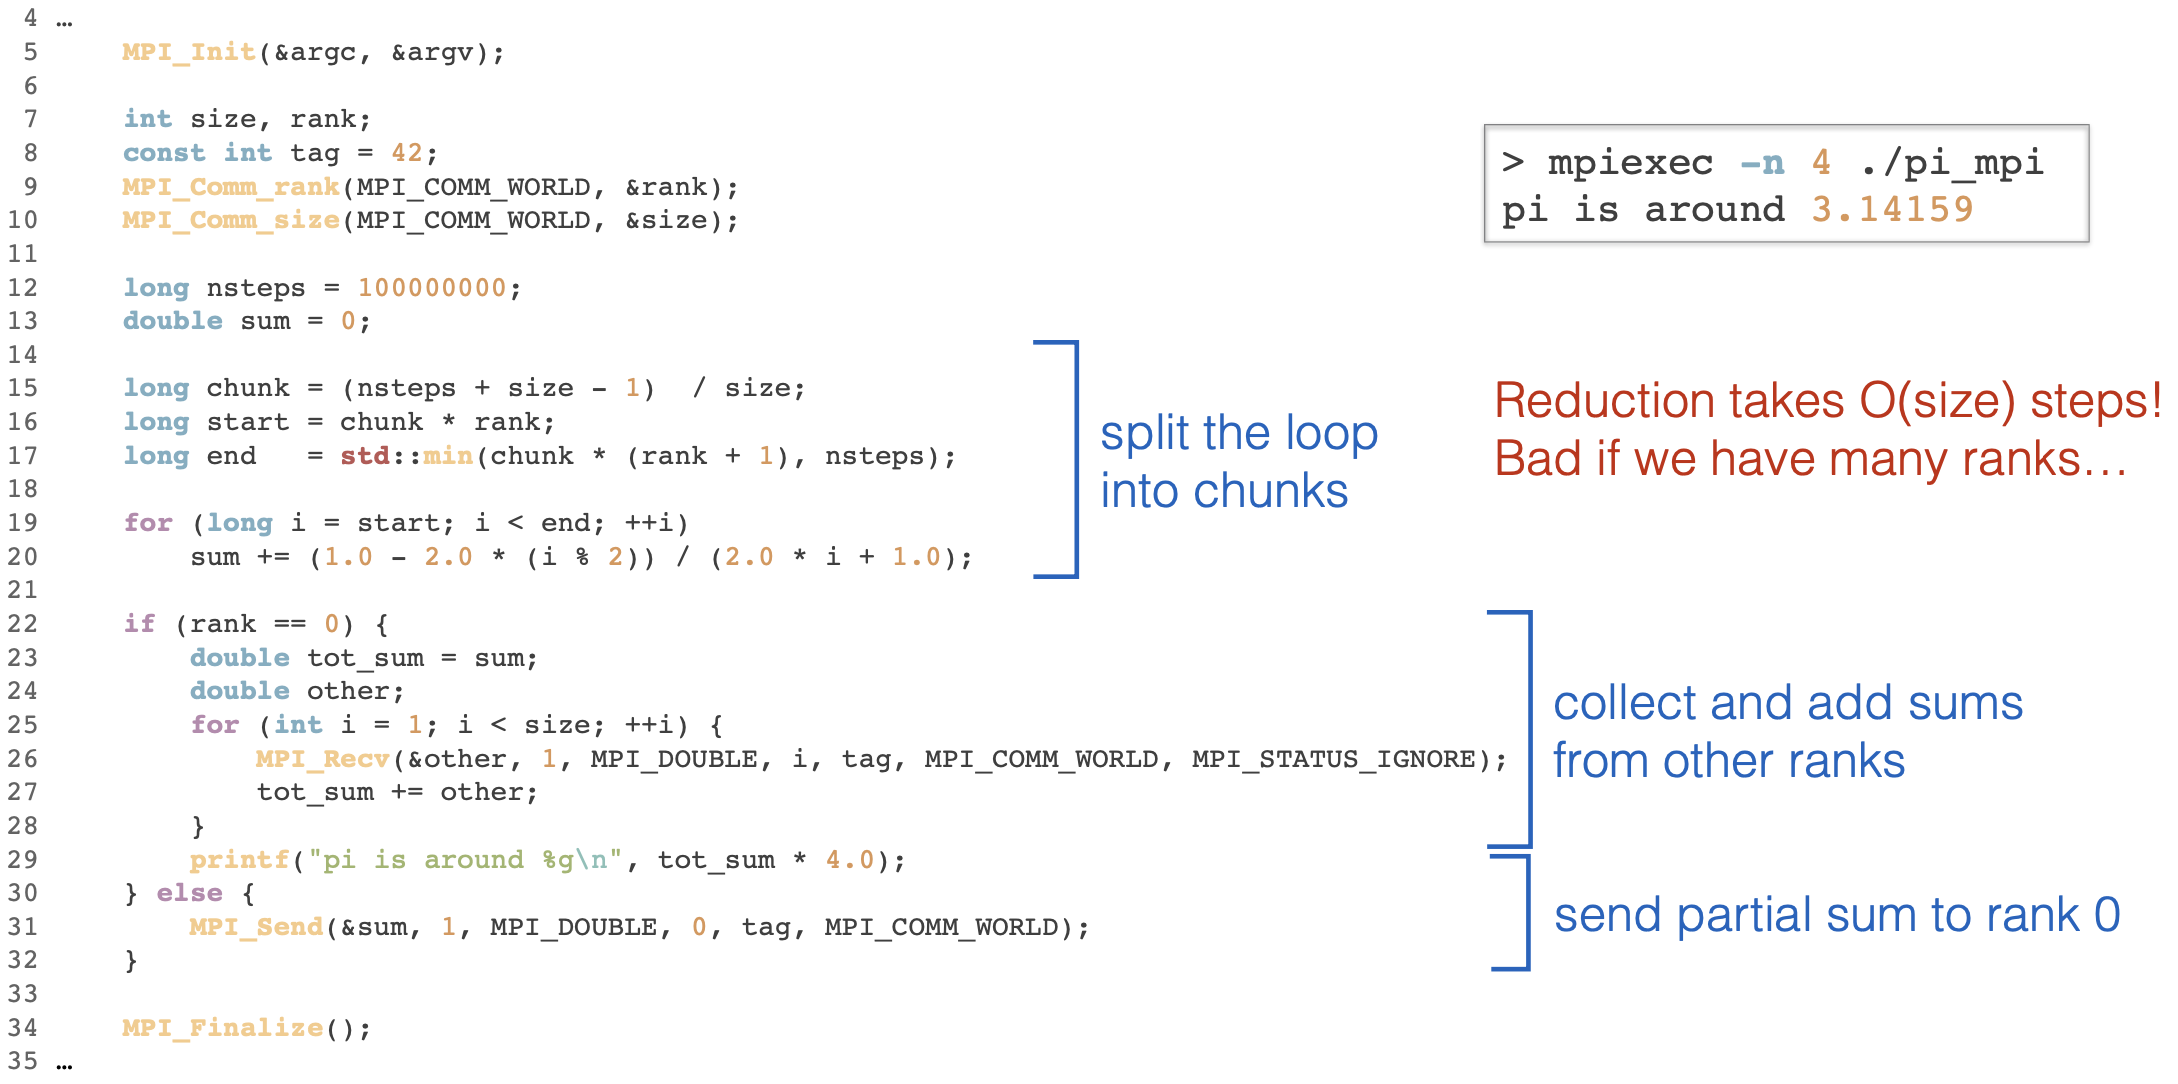 4 …
5     MPI_Init(&argc, &argv);
6
7     int size, rank;
8     const int tag = 42;
9     MPI_Comm_rank(MPI_COMM_WORLD, &rank);
10     MPI_Comm_size(MPI_COMM_WORLD, &size);
11
12     long nsteps = 100000000;
13     double sum = 0;
14
15     long chunk = (nsteps + size - 1)  / size;
16     long start = chunk * rank;
17     long end   = std::min(chunk * (rank + 1), nsteps);
18
19     for (long i = start; i < end; ++i)
20         sum += (1.0 - 2.0 * (i % 2)) / (2.0 * i + 1.0);
21
22     if (rank == 0) {
23         double tot_sum = sum;
24         double other;
25         for (int i = 1; i < size; ++i) {
26             MPI_Recv(&other, 1, MPI_DOUBLE, i, tag, MPI_COMM_WORLD, MPI_STATUS_IGNORE);
27             tot_sum += other;
28         }
29         printf("pi is around %g\n", tot_sum * 4.0);
30     } else {
31         MPI_Send(&sum, 1, MPI_DOUBLE, 0, tag, MPI_COMM_WORLD);
32     }
33
34     MPI_Finalize();
35 …
> mpiexec -n 4 ./pi_mpi
pi is around 3.14159
split the loop
into chunks
Reduction takes O(size) steps!
Bad if we have many ranks…
collect and add sums
from other ranks
send partial sum to rank 0